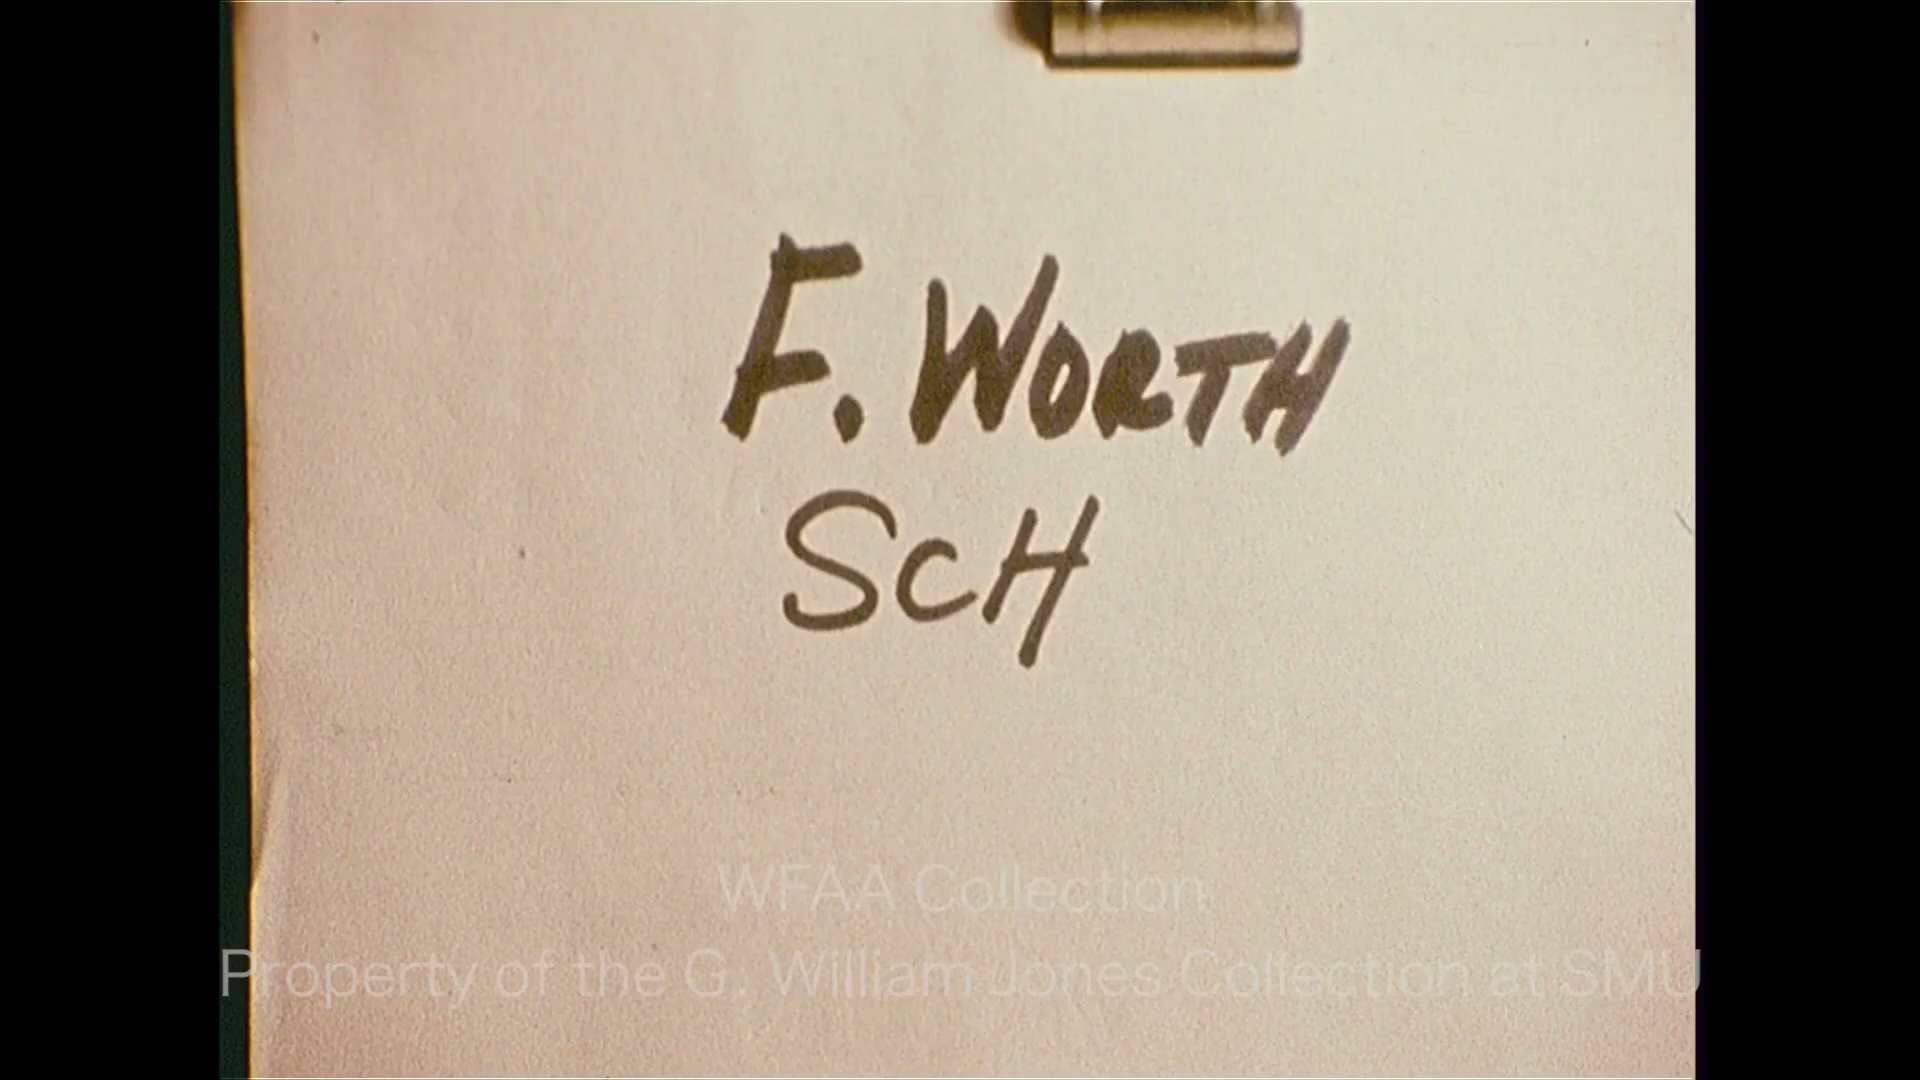 F. WORTH
SCH
WFAA Collection
Property of the G. William Jones Collection at SMU